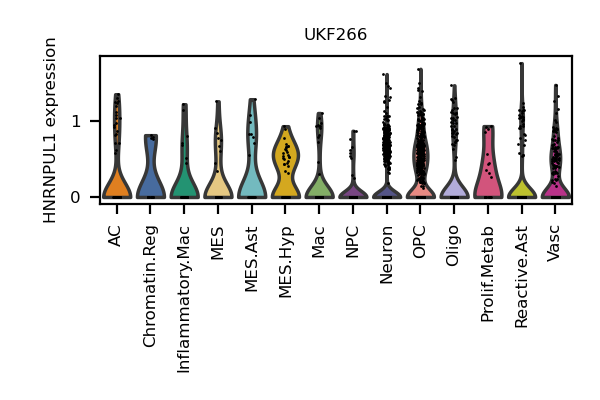 UKF266
HNRNPUL1 expression
1
0
AC
Chromatin.Reg
Inflammatory.Mac
MES
MES.Ast
MES.Hyp
Mac
NPC
Neuron
OPC
Oligo
Prolif.Metab
Reactive.Ast
Vasc